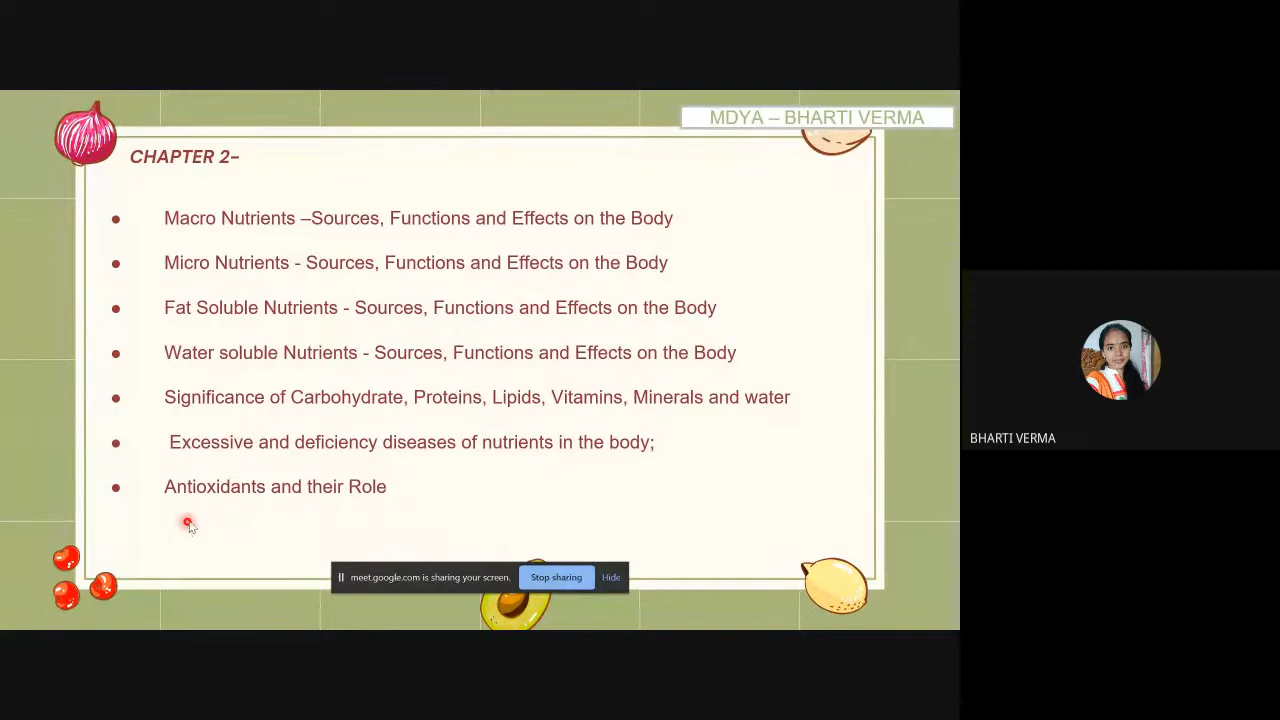 MDYA – BHARTI VERMA
CHAPTER 2-
● Macro Nutrients –Sources, Functions and Effects on the Body
● Micro Nutrients - Sources, Functions and Effects on the Body
● Fat Soluble Nutrients - Sources, Functions and Effects on the Body
● Water soluble Nutrients - Sources, Functions and Effects on the Body
● Significance of Carbohydrate, Proteins, Lipids, Vitamins, Minerals and water
● Excessive and deficiency diseases of nutrients in the body;
● Antioxidants and their Role
meet.google.com is sharing your screen. Stop sharing Hide
BHARTI VERMA